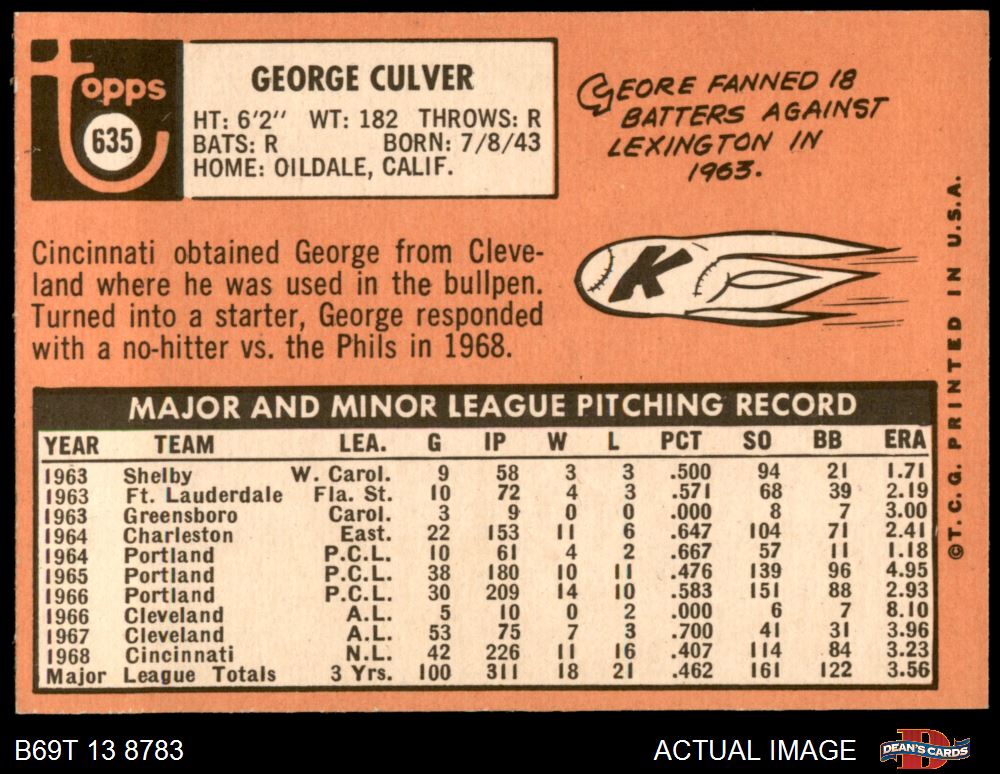 Topps
635
GEORGE CULVER
HT: 6'2" WT: 182 THROWS: R
BATS: R BORN: 7/8/43
HOME: OILDALE, CALIF.
GEORE FANNED 18
BATTERS AGAINST
LEXINGTON IN
1963.
Cincinnati obtained George from Cleve-
land where he was used in the bullpen.
Turned into a starter, George responded
with a no-hitter vs. the Phils in 1968.
K
MAJOR AND MINOR LEAGUE PITCHING RECORD
YEAR TEAM LEA. G IP W L PCT SO BB ERA
1963 Shelby W. Carol. 9 58 3 3 .500 94 21 1.71
1963 Ft. Lauderdale Fla. St. 10 72 4 3 .571 68 39 2.19
1963 Greensboro Carol. 3 9 0 0 .000 8 7 3.00
1964 Charleston East. 22 153 11 6 .647 104 71 2.41
1964 Portland P.C.L. 10 61 4 2 .667 57 11 1.18
1965 Portland P.C.L. 38 180 10 11 .476 139 96 4.95
1966 Portland P.C.L. 30 209 14 10 .583 151 88 2.93
1966 Cleveland A.L. 5 10 0 2 .000 6 7 8.10
1967 Cleveland A.L. 53 75 7 3 .700 41 31 3.96
1968 Cincinnati N.L. 42 226 11 16 .407 114 84 3.23
Major League Totals 3 Yrs. 100 311 18 21 .462 161 122 3.56
©T.C.G. PRINTED IN U.S.A.
B69T 13 8783
ACTUAL IMAGE
D
DEAN'S CARDS